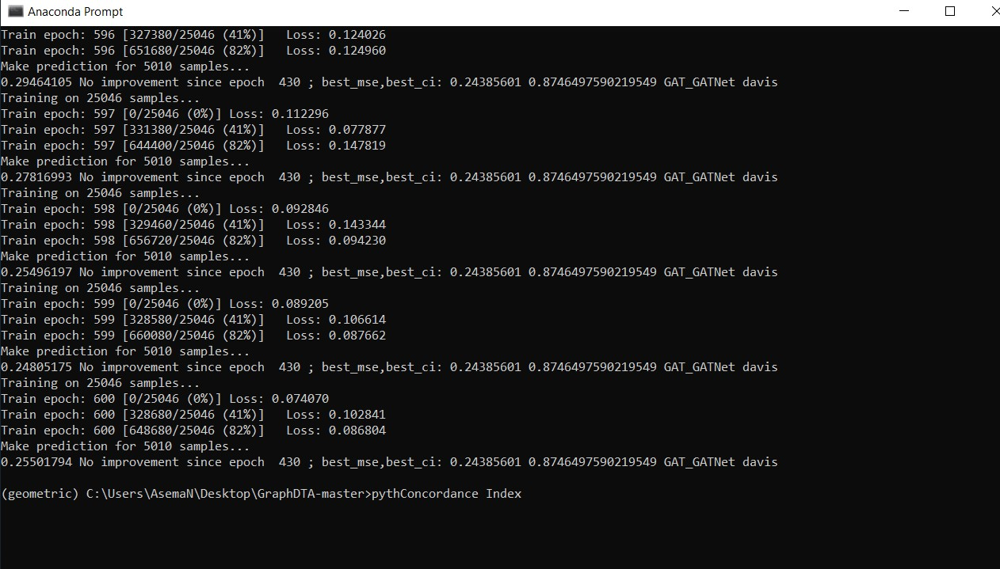 Anaconda Prompt
Train epoch: 596 [327380/25046 (41%)]   Loss: 0.124026
Train epoch: 596 [651680/25046 (82%)]   Loss: 0.124960
Make prediction for 5010 samples...
0.29464105 No improvement since epoch  430 ; best_mse,best_ci: 0.24385601 0.8746497590219549 GAT_GATNet davis
Training on 25046 samples...
Train epoch: 597 [0/25046 (0%)] Loss: 0.112296
Train epoch: 597 [331380/25046 (41%)]   Loss: 0.077877
Train epoch: 597 [644400/25046 (82%)]   Loss: 0.147819
Make prediction for 5010 samples...
0.27816993 No improvement since epoch  430 ; best_mse,best_ci: 0.24385601 0.8746497590219549 GAT_GATNet davis
Training on 25046 samples...
Train epoch: 598 [0/25046 (0%)] Loss: 0.092846
Train epoch: 598 [329460/25046 (41%)]   Loss: 0.143344
Train epoch: 598 [656720/25046 (82%)]   Loss: 0.094230
Make prediction for 5010 samples...
0.25496197 No improvement since epoch  430 ; best_mse,best_ci: 0.24385601 0.8746497590219549 GAT_GATNet davis
Training on 25046 samples...
Train epoch: 599 [0/25046 (0%)] Loss: 0.089205
Train epoch: 599 [328580/25046 (41%)]   Loss: 0.106614
Train epoch: 599 [660080/25046 (82%)]   Loss: 0.087662
Make prediction for 5010 samples...
0.24805175 No improvement since epoch  430 ; best_mse,best_ci: 0.24385601 0.8746497590219549 GAT_GATNet davis
Training on 25046 samples...
Train epoch: 600 [0/25046 (0%)] Loss: 0.074070
Train epoch: 600 [328680/25046 (41%)]   Loss: 0.102841
Train epoch: 600 [648680/25046 (82%)]   Loss: 0.086804
Make prediction for 5010 samples...
0.25501794 No improvement since epoch  430 ; best_mse,best_ci: 0.24385601 0.8746497590219549 GAT_GATNet davis
(geometric) C:\Users\AsemaN\Desktop\GraphDTA-master>pythConcordance Index